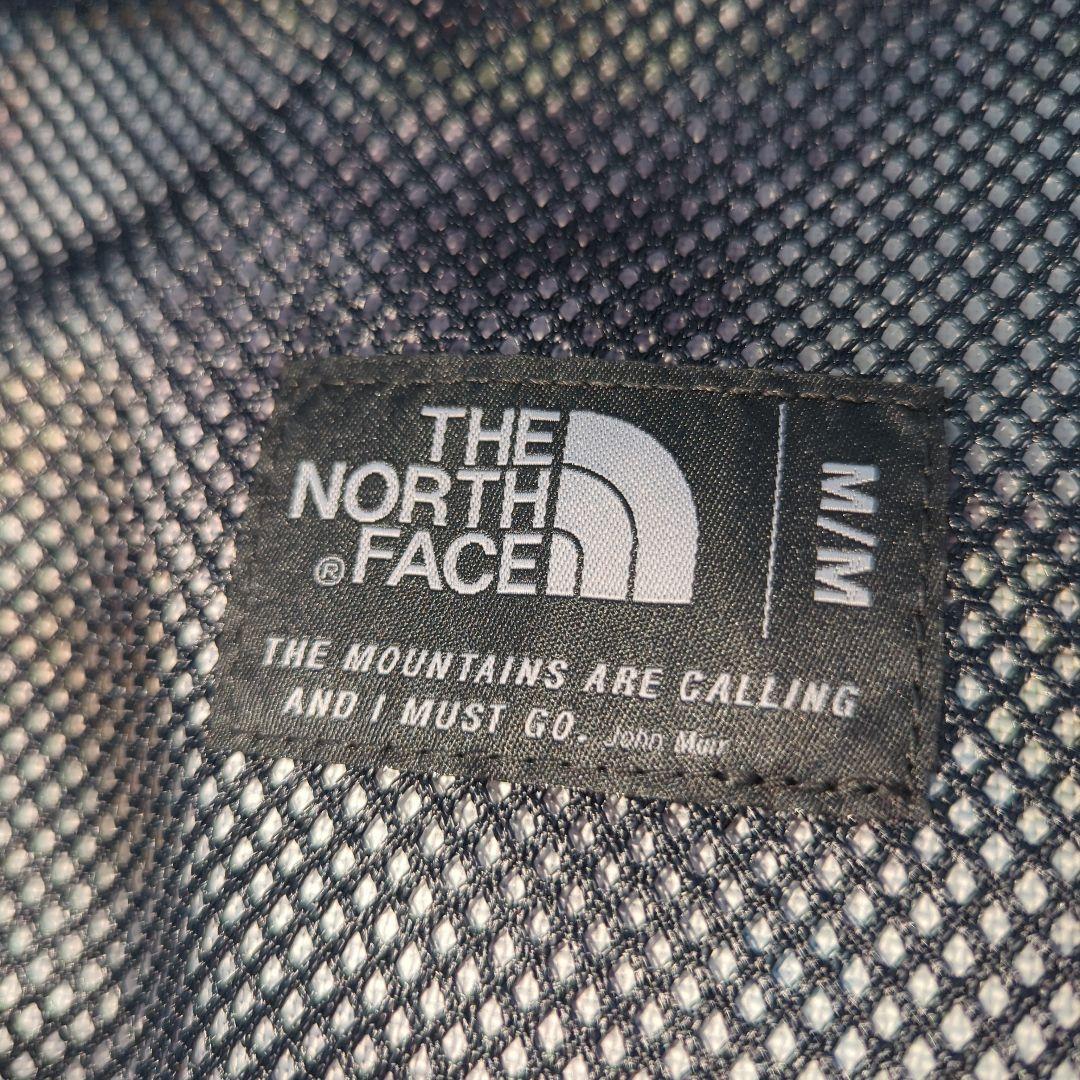 THE
NORTH
® FACE
M/M
THE MOUNTAINS ARE CALLING
AND I MUST GO. John Muir